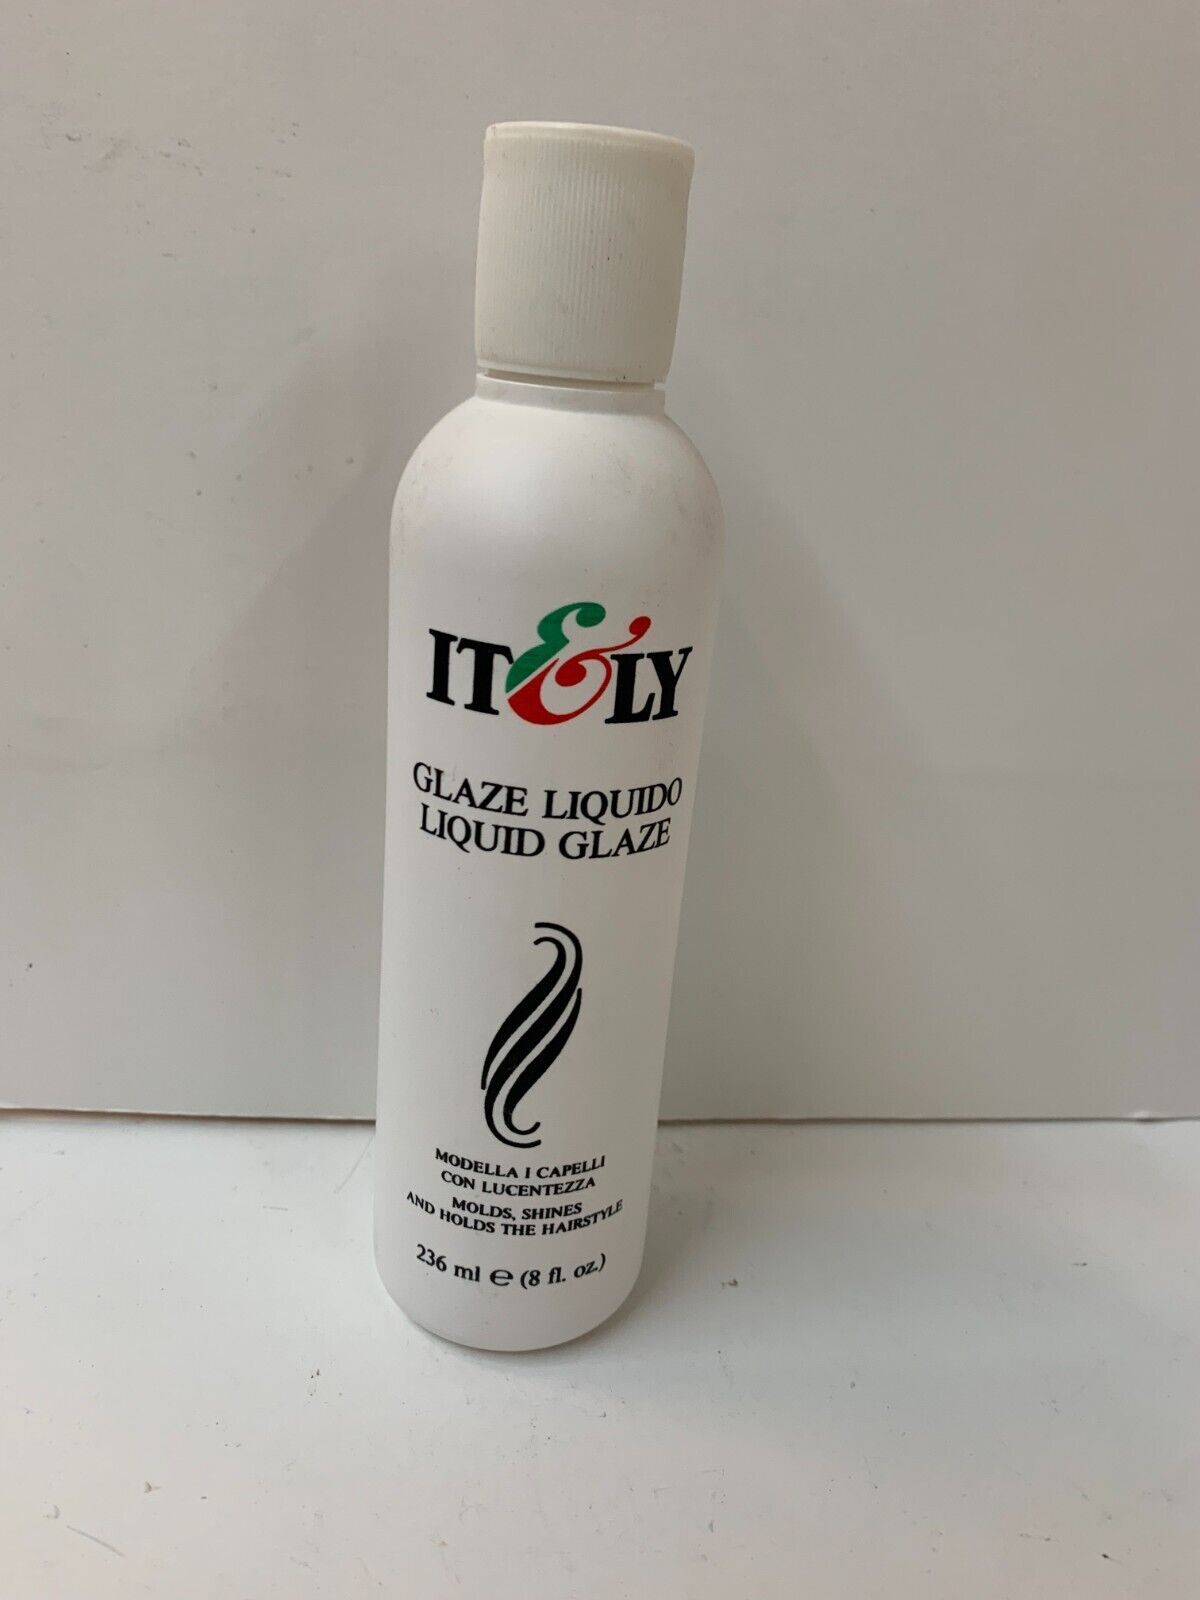 IT&LY
GLAZE LIQUIDO
LIQUID GLAZE
MODELLA I CAPELLI
CON LUCENTEZZA
MOLDS, SHINES
AND HOLDS THE HAIRSTYLE
236 ml ℮ (8 fl. oz.)